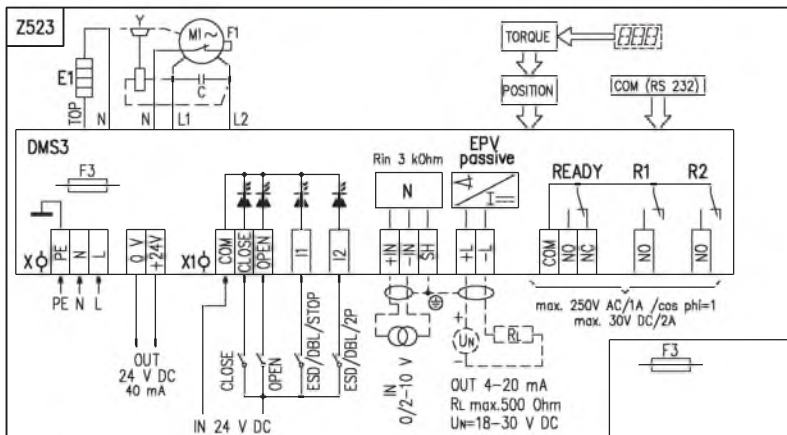 Z523
Y
M1~
F1
E1
C
TOP
N
N
L1
L2
TORQUE
POSITION
COM (RS 232)
DMS3
F3
Rin 3 kOhm
N
EPV
passive
I
READY
R1
R2
X
PE
N
L
0 V
+24V
X1
COM
CLOSE
OPEN
I1
I2
+IN
-IN
SH
+L
-L
COM
NO
NC
NO
NO
PE N L
OUT
24 V DC
40 mA
CLOSE
OPEN
ESD/DBL/STOP
ESD/DBL/2P
IN 24 V DC
IN
0/2-10 V
+
UN
-
RL
OUT 4-20 mA
RL max.500 Ohm
UN=18-30 V DC
max. 250V AC/1A /cos phi=1
max. 30V DC/2A
F3